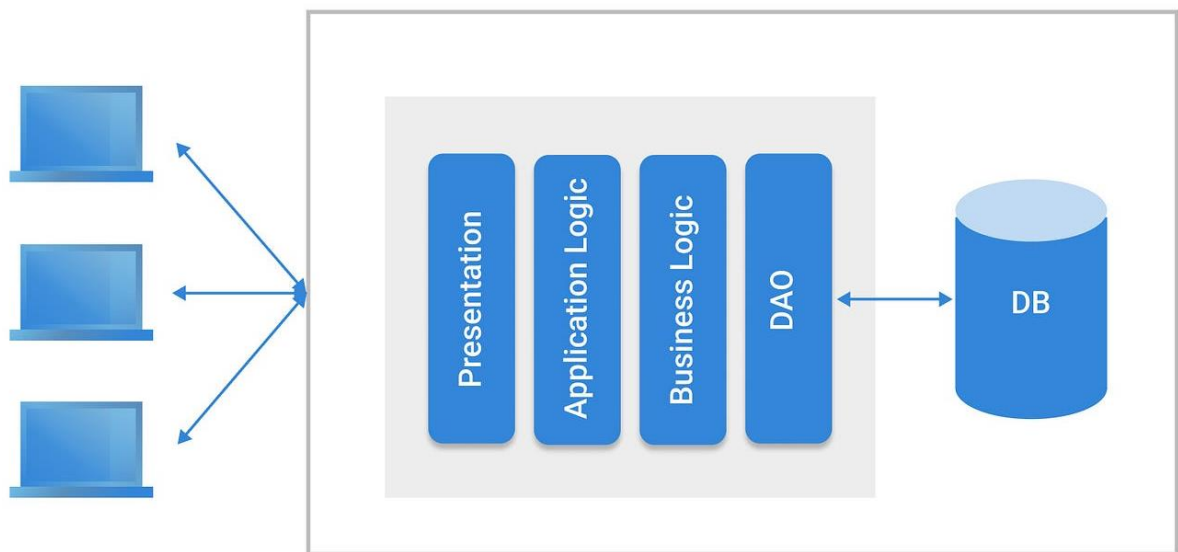 Presentation
Application Logic
Business Logic
DAO
DB